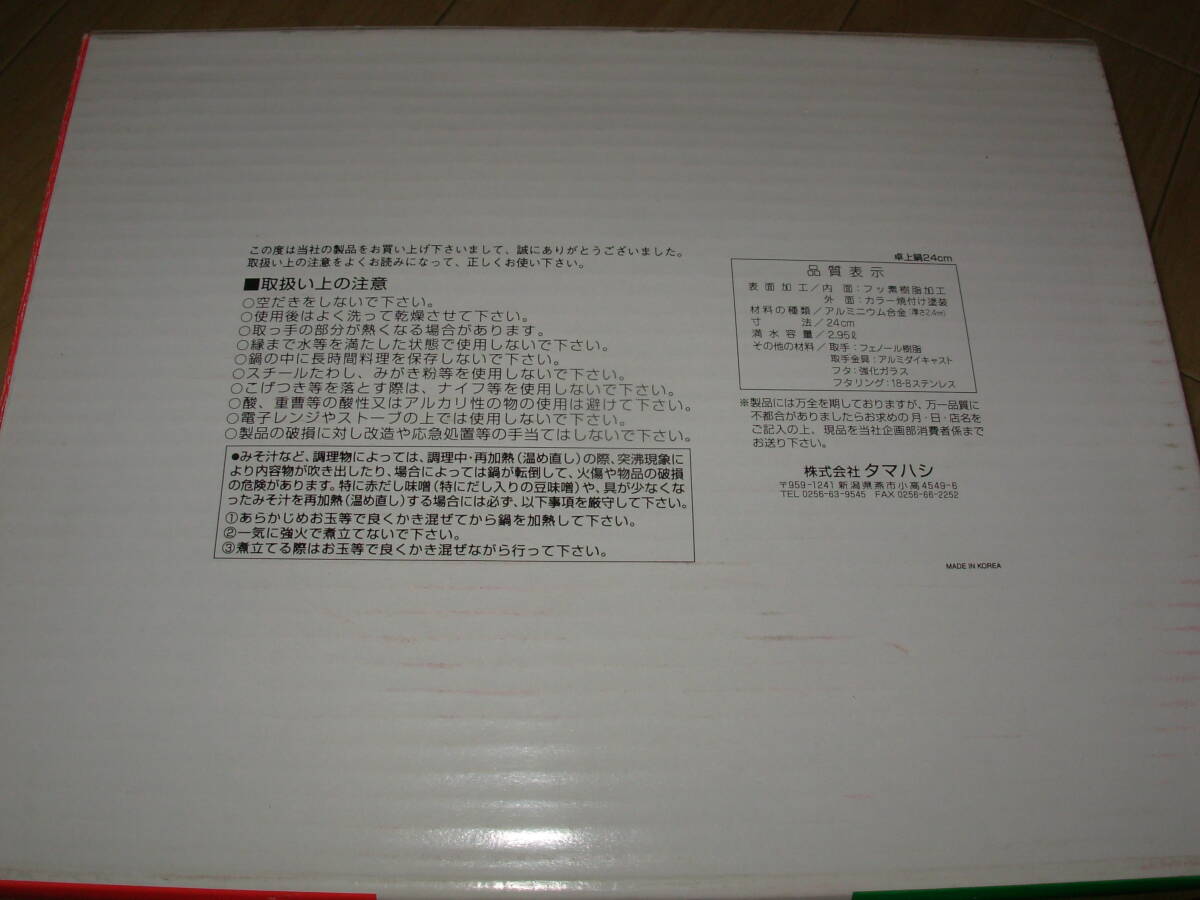 この度は当社の製品をお買い上げ下さいまして、誠にありがとうございました。
取扱い上の注意をよくお読みになって、正しくお使い下さい。
■取扱い上の注意
○空だきをしないで下さい。
○使用後はよく洗って乾燥させて下さい。
○取っ手の部分が熱くなる場合があります。
○縁まで水等を満たした状態で使用しないで下さい。
○鍋の中に長時間料理を保存しないで下さい。
○スチールたわし、みがき粉等を使用しないで下さい。
○こげつき等を落とす際は、ナイフ等を使用しないで下さい。
○酸、重曹等の酸性又はアルカリ性の物の使用は避けて下さい。
○電子レンジやストーブの上では使用しないで下さい。
○製品の破損に対し改造や応急処置等の手当てはしないで下さい。
●みそ汁など、調理物によっては、調理中・再加熱(温め直し)の際、突沸現象に
より内容物が吹き出したり、場合によっては鍋が転倒して、火傷や物品の破損
の危険があります。特に赤だし味噌(特にだし入りの豆味噌)や、具が少なくな
ったみそ汁を再加熱(温め直し)する場合には必ず、以下事項を厳守して下さい。
①あらかじめお玉等で良くかき混ぜてから鍋を加熱して下さい。
②一気に強火で煮立てないで下さい。
③煮立てる際はお玉等で良くかき混ぜながら行って下さい。
卓上鍋24cm
品質表示
表面加工/内面:フッ素樹脂加工
外面:カラー焼付け塗装
材料の種類/アルミニウム合金(厚さ2.4㎜)
寸法/24cm
満水容量/2.95ℓ
その他の材料/取手:フェノール樹脂
取手金具:アルミダイキャスト
フタ:強化ガラス
フタリング:18-8ステンレス
※製品には万全を期しておりますが、万一品質に
不都合がありましたらお求めの月・日・店名を
ご記入の上、現品を当社企画部消費者係まで
お送り下さい。
株式会社 タマハシ
〒959-1241 新潟県燕市小高4549-6
TEL 0256-63-9545 FAX 0256-66-2252
MADE IN KOREA